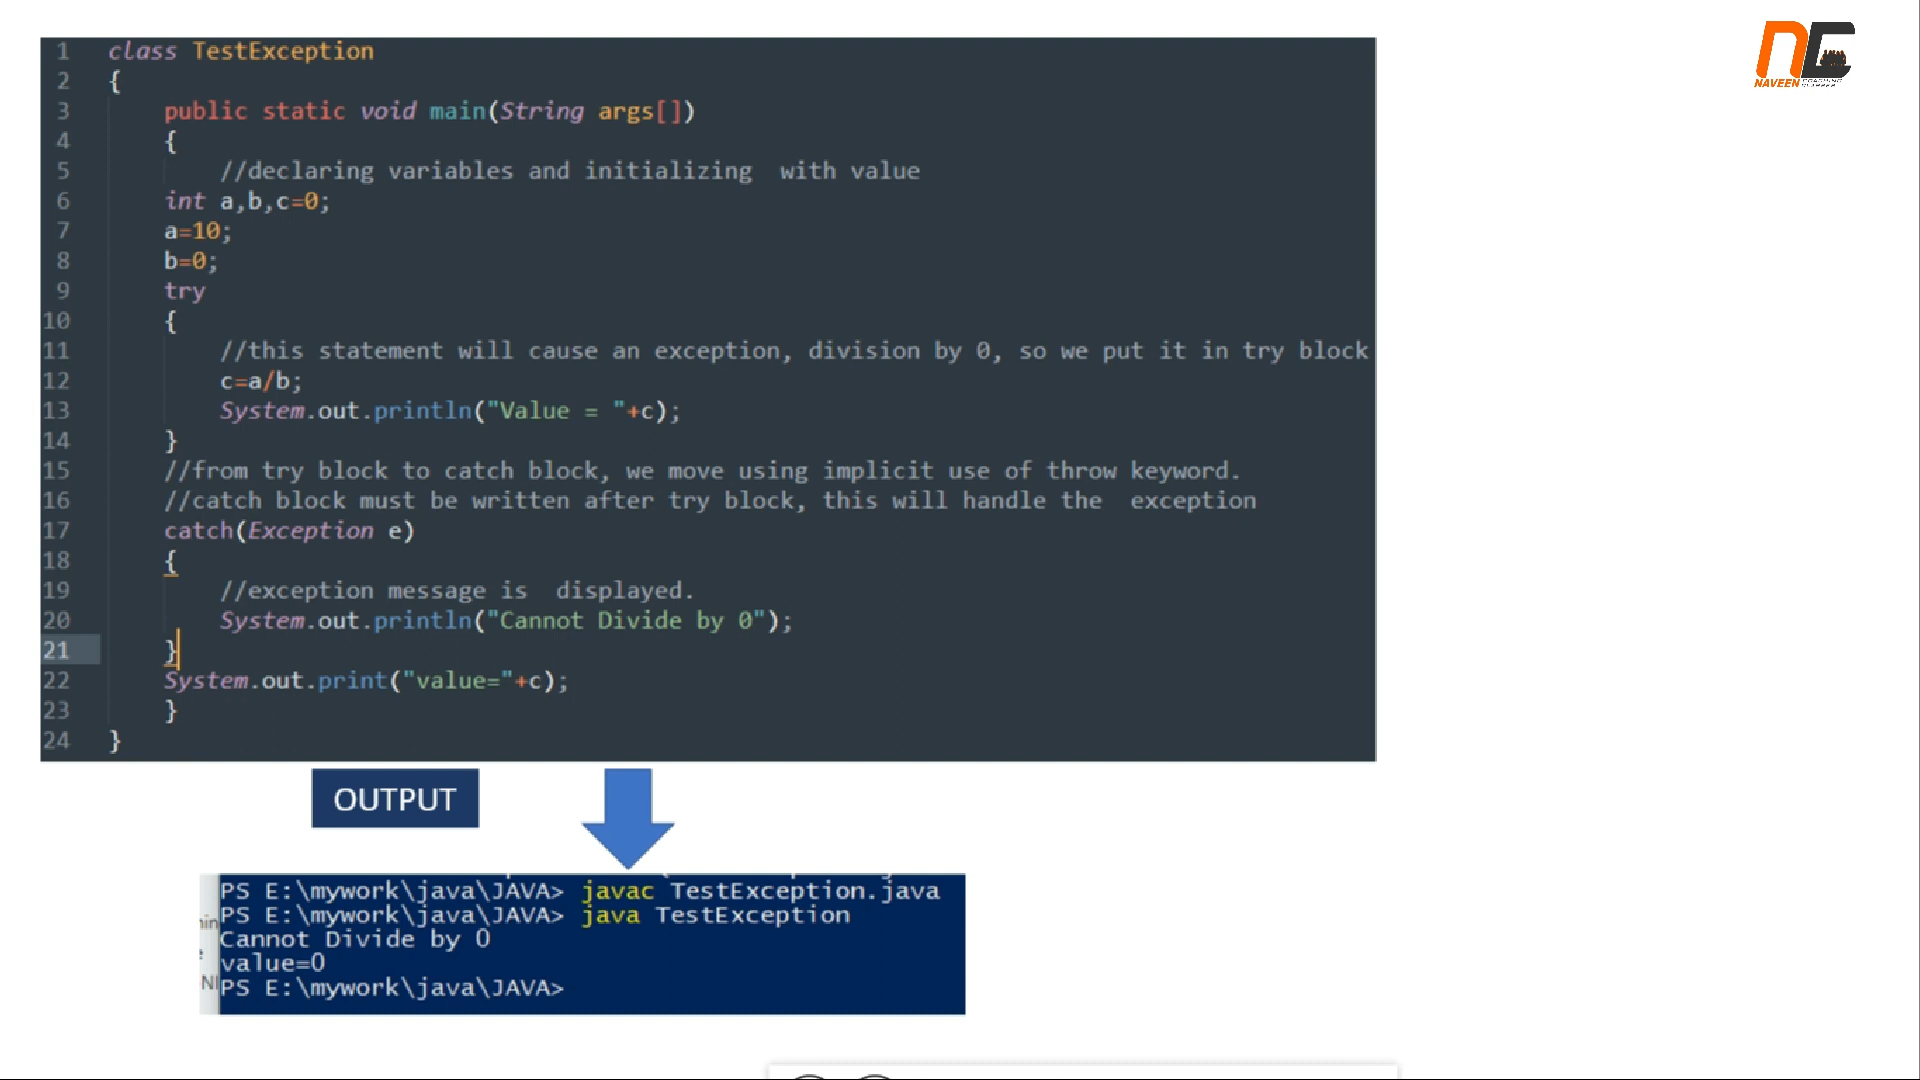 NAVEEN
1 class TestException
2 {
3 public static void main(String args[])
4 {
5 //declaring variables and initializing  with value
6 int a,b,c=0;
7 a=10;
8 b=0;
9 try
10 {
11 //this statement will cause an exception, division by 0, so we put it in try block
12 c=a/b;
13 System.out.println("Value = "+c);
14 }
15 //from try block to catch block, we move using implicit use of throw keyword.
16 //catch block must be written after try block, this will handle the  exception
17 catch(Exception e)
18 {
19 //exception message is  displayed.
20 System.out.println("Cannot Divide by 0");
21 }
22 System.out.print("value="+c);
23 }
24 }
OUTPUT
PS E:\mywork\java\JAVA> javac TestException.java
PS E:\mywork\java\JAVA> java TestException
Cannot Divide by 0
value=0
PS E:\mywork\java\JAVA>